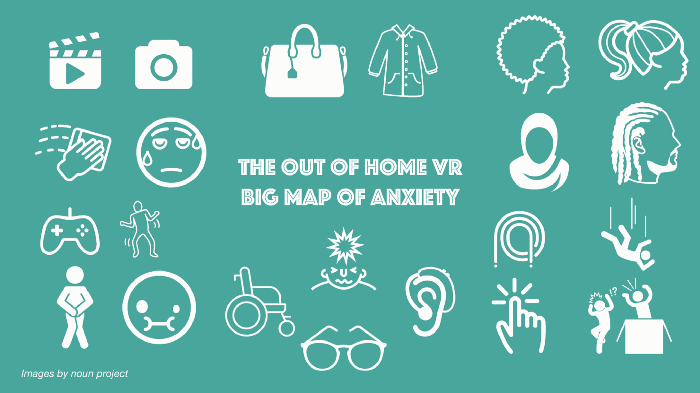 THE OUT OF HOME VR
BIG MAP OF ANXIETY
!?
Images by noun project